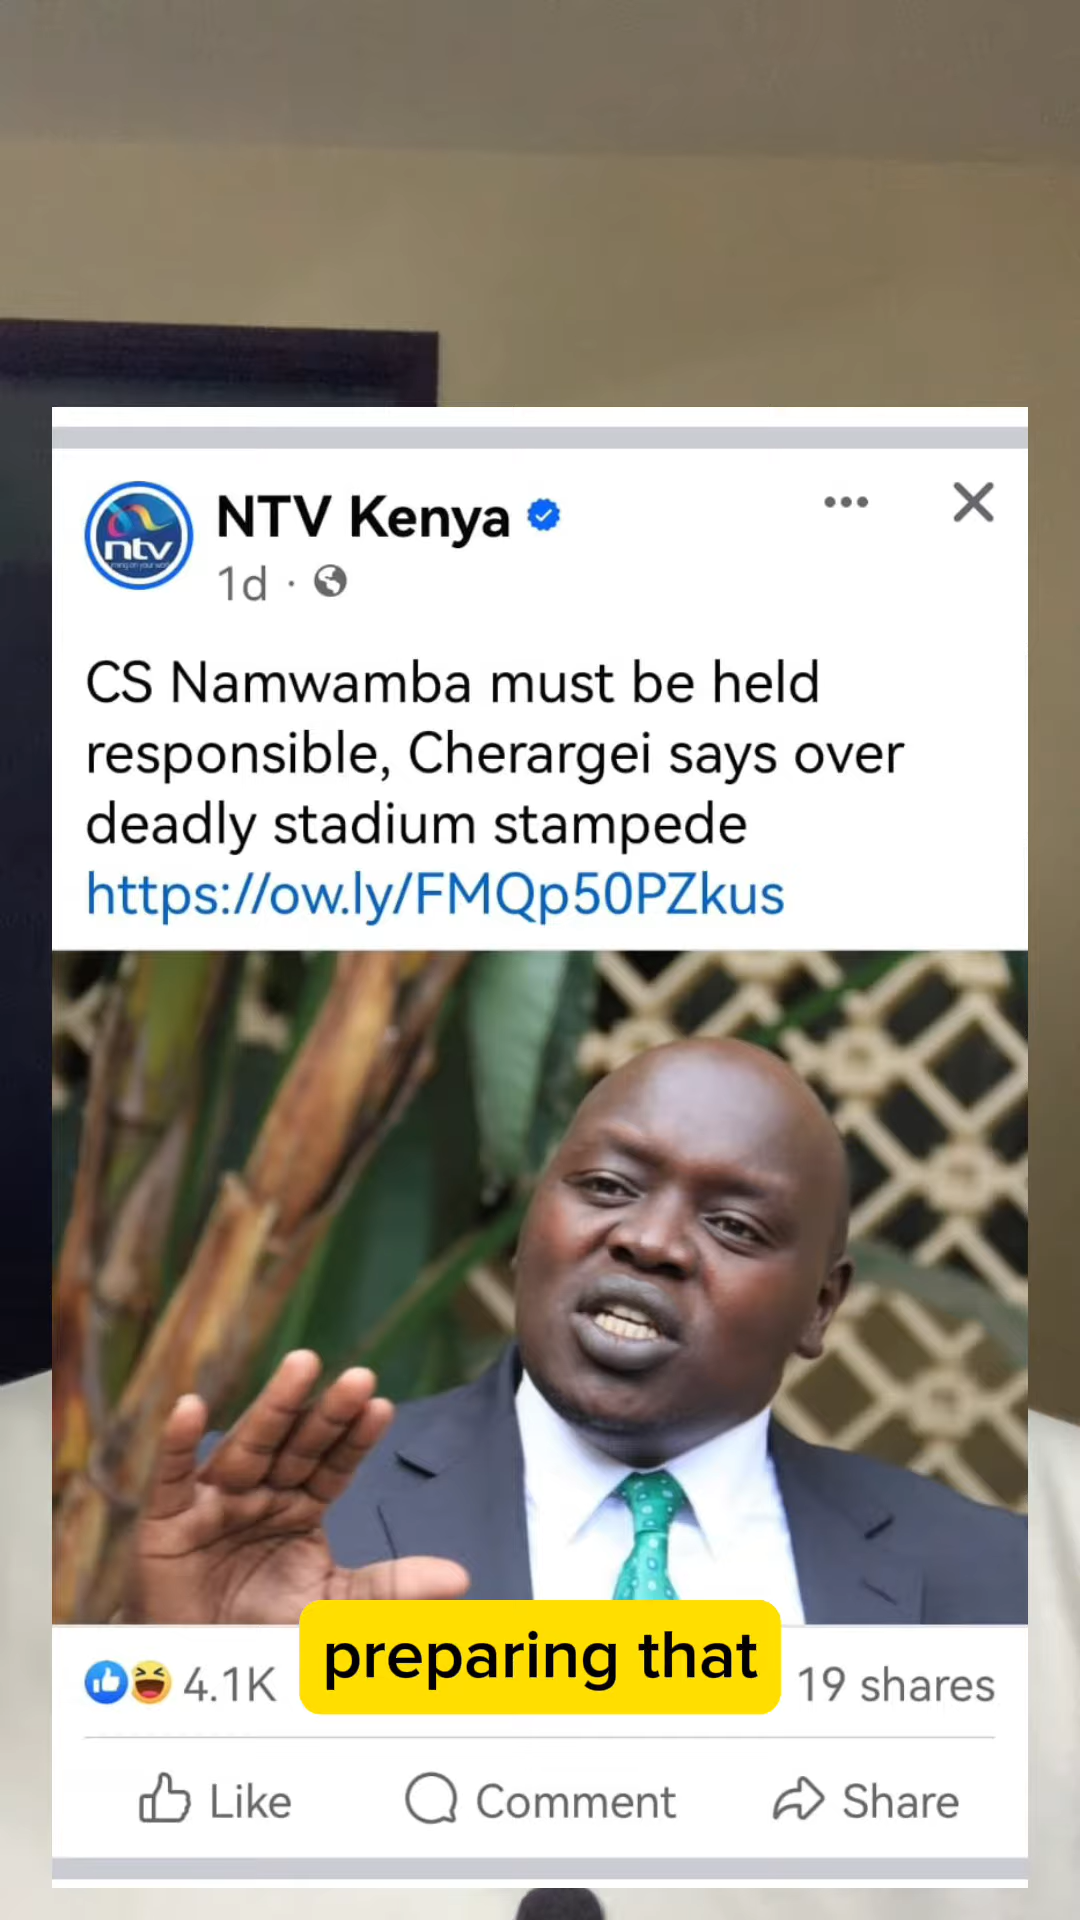 NTV Kenya
ntv
1d ·
CS Namwamba must be held
responsible, Cherargei says over
deadly stadium stampede
https://ow.ly/FMQp50PZkus
preparing that
4.1K
19 shares
Like
Comment
Share